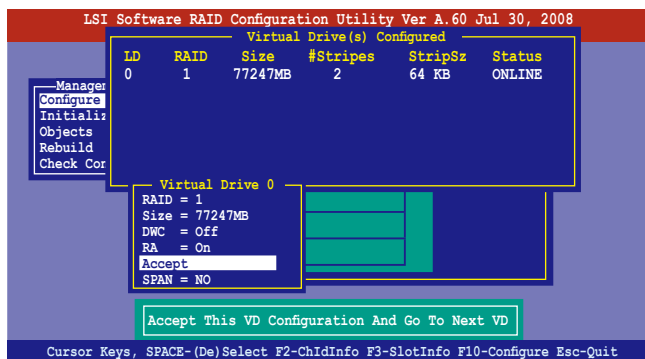 LSI Software RAID Configuration Utility Ver A.60 Jul 30, 2008
Virtual Drive(s) Configured
LD RAID Size #Stripes StripSz Status
0 1 77247MB 2 64 KB ONLINE
Managem
Configure
Initializ
Objects
Rebuild
Check Con
Virtual Drive 0
RAID = 1
Size = 77247MB
DWC = Off
RA = On
Accept
SPAN = NO
Accept This VD Configuration And Go To Next VD
Cursor Keys, SPACE-(De)Select F2-ChIdInfo F3-SlotInfo F10-Configure Esc-Quit